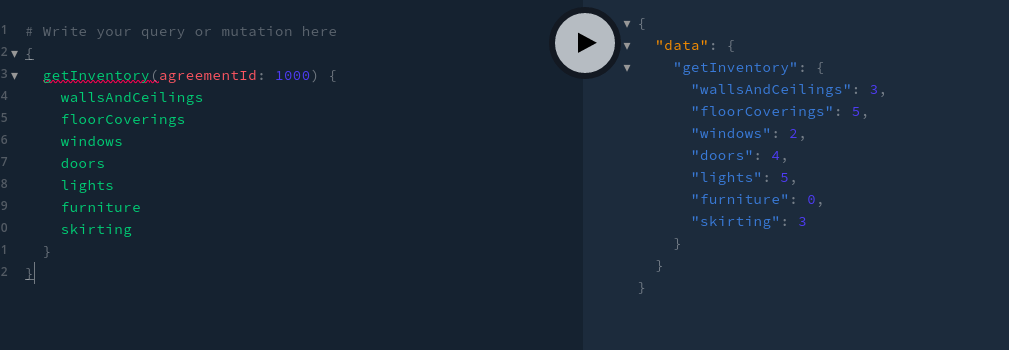 1 # Write your query or mutation here
2 {
3 getInventory(agreementId: 1000) {
4 wallsAndCeilings
5 floorCoverings
6 windows
7 doors
8 lights
9 furniture
0 skirting
1 }
2 }
{
"data": {
"getInventory": {
"wallsAndCeilings": 3,
"floorCoverings": 5,
"windows": 2,
"doors": 4,
"lights": 5,
"furniture": 0,
"skirting": 3
}
}
}